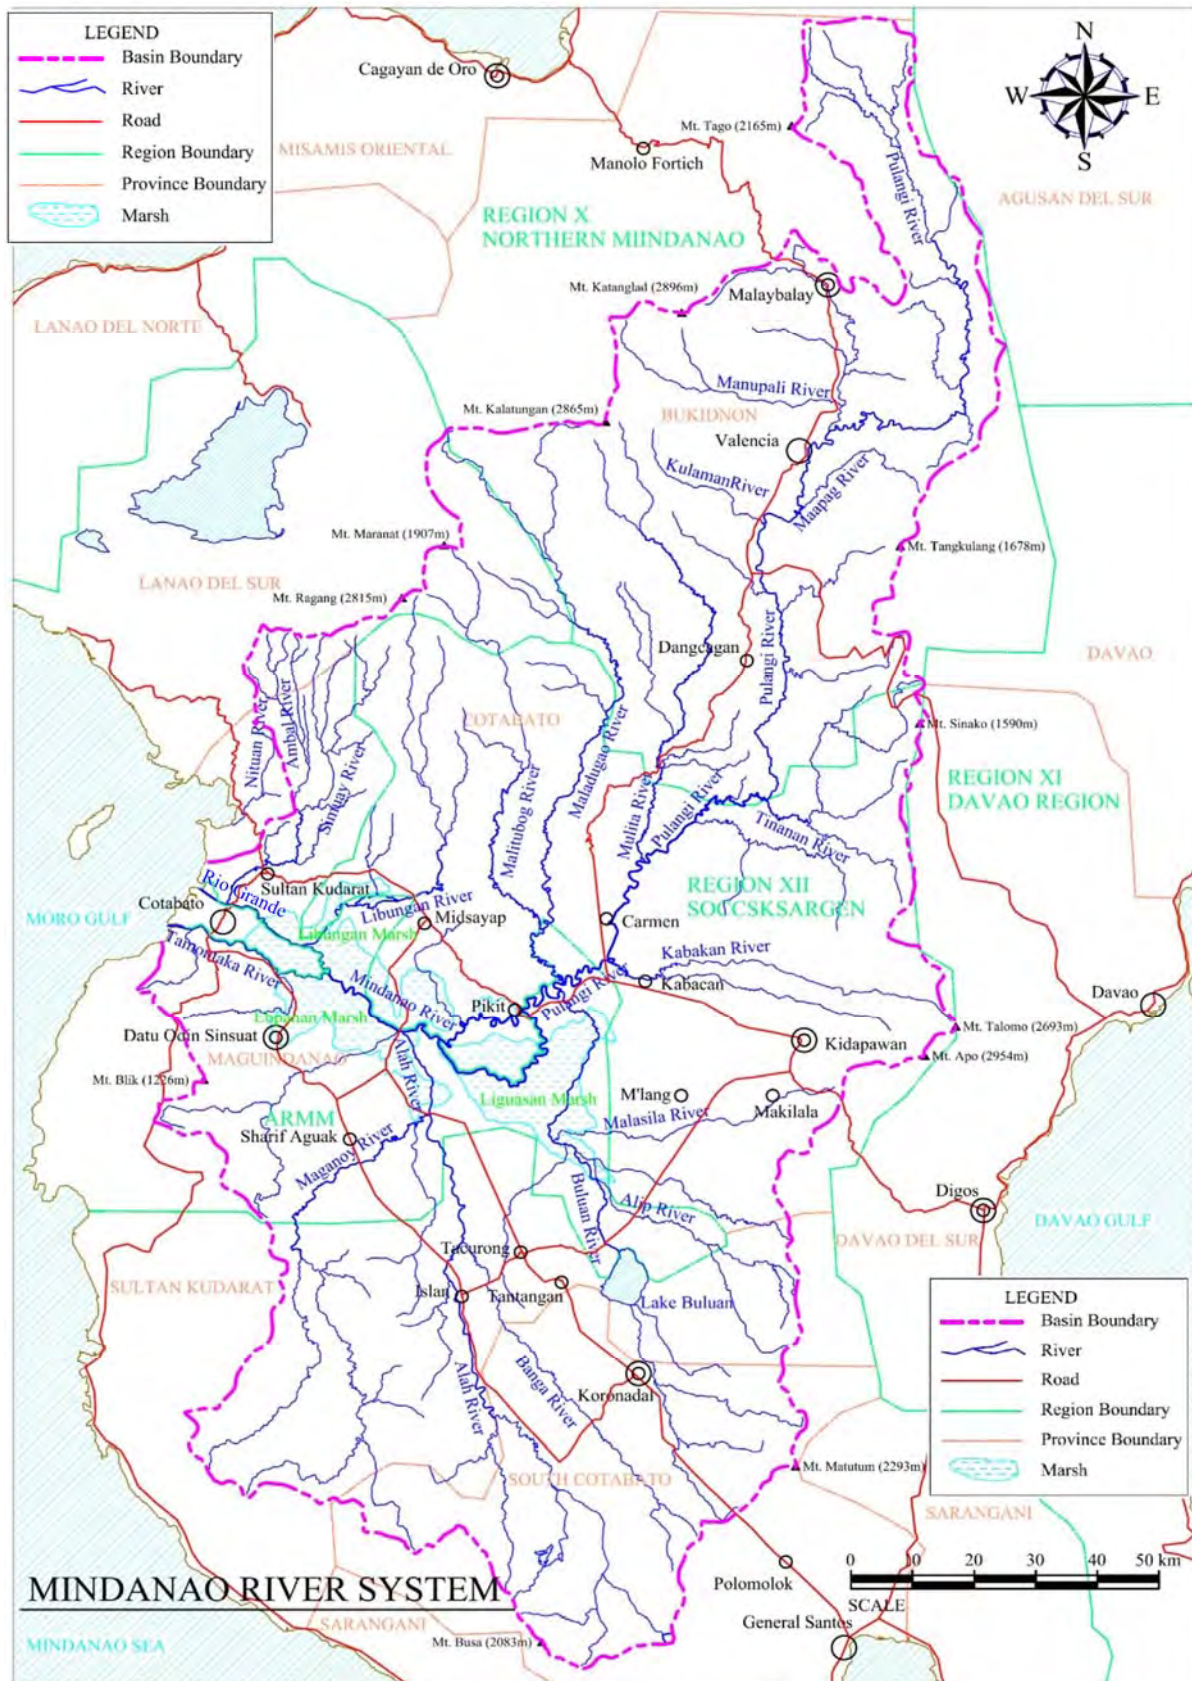 LEGEND
Basin Boundary
River
Road
Region Boundary
Province Boundary
Marsh
Cagayan de Oro
N
W
E
S
Mt. Tago (2165m)
Manolo Fortich
MISAMIS ORIENTAL
Pulangi River
AGUSAN DEL SUR
REGION X
NORTHERN MIINDANAO
Mt. Katanglad (2896m)
Malaybalay
LANAO DEL NORTE
Manupali River
Mt. Kalatungan (2865m)
BUKIDNON
Valencia
KulamanRiver
Maapag River
Mt. Maranat (1907m)
Mt. Tangkulang (1678m)
LANAO DEL SUR
Mt. Ragang (2815m)
Dangcagan
Pulangi River
DAVAO
Nituan River
Ambal River
COTABATO
Mt. Sinako (1590m)
Simuay River
Malitubog River
Maladugao River
Mulita River
Pulangi River
REGION XI
DAVAO REGION
Tinanan River
Sultan Kudarat
Rio Grande
REGION XII
SOCCSKSARGEN
Cotabato
MORO GULF
Libungan River
Libungan Marsh
Midsayap
Carmen
Tamontaka River
Kabakan River
Mindanao River
Pikit
Pulangi River
Kabacan
Davao
Lupanan Marsh
Datu Odin Sinsuat
MAGUINDANAO
Mt. Talomo (2693m)
Kidapawan
Mt. Apo (2954m)
Mt. Blik (1226m)
Alah River
Liguasan Marsh
M'lang
Makilala
Malasila River
ARMM
Sharif Aguak
Maganoy River
Buluan River
Alip River
Digos
DAVAO GULF
DAVAO DEL SUR
Tacurong
SULTAN KUDARAT
Islan
Tantangan
Lake Buluan
LEGEND
Basin Boundary
River
Road
Region Boundary
Province Boundary
Marsh
Alah River
Banga River
Koronadal
Mt. Matutum (2293m)
SOUTH COTABATO
SARANGANI
0 10 20 30 40 50 km
SCALE
Polomolok
MINDANAO RIVER SYSTEM
General Santos
SARANGANI
Mt. Busa (2083m)
MINDANAO SEA